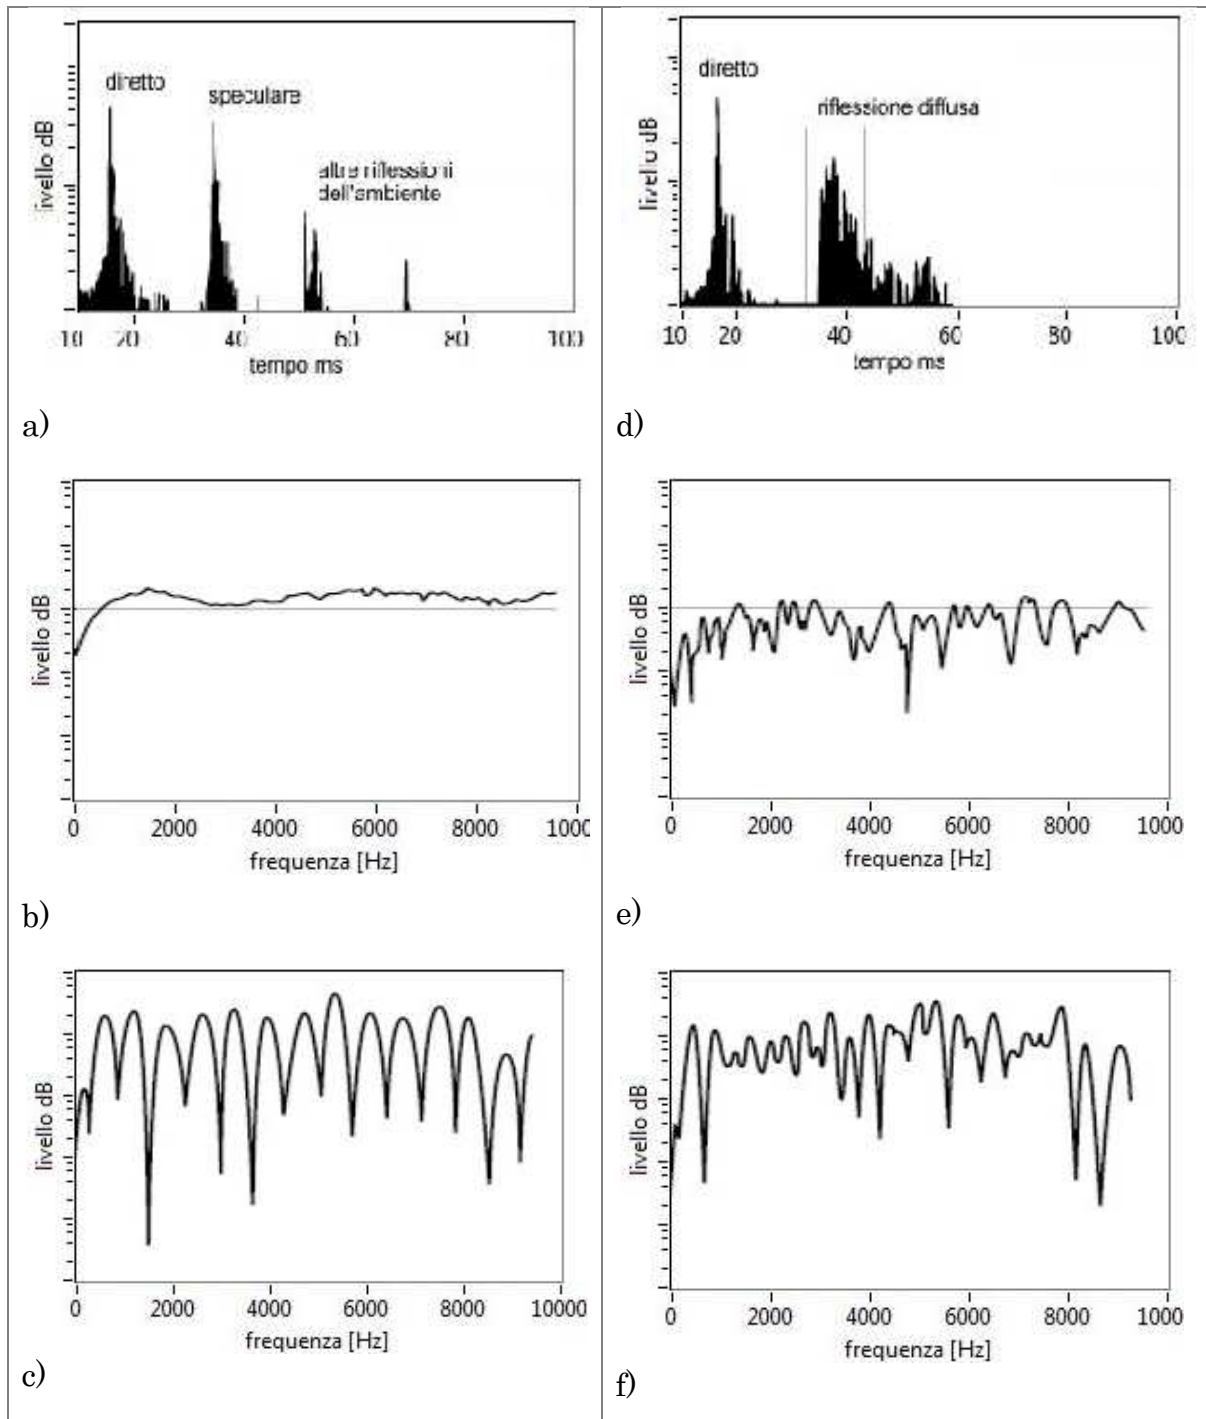 diretto
speculare
altre riflessioni
dell'ambiente
livello dB
10 20 40 60 80 100
tempo ms
a)
diretto
riflessione diffusa
livello dB
10 20 40 60 80 100
tempo ms
d)
livello dB
0 2000 4000 6000 8000 1000
frequenza [Hz]
b)
livello dB
0 2000 4000 6000 8000 1000
frequenza [Hz]
e)
livello dB
0 2000 4000 6000 8000 10000
frequenza [Hz]
c)
livello dB
0 2000 4000 6000 8000 1000
frequenza [Hz]
f)